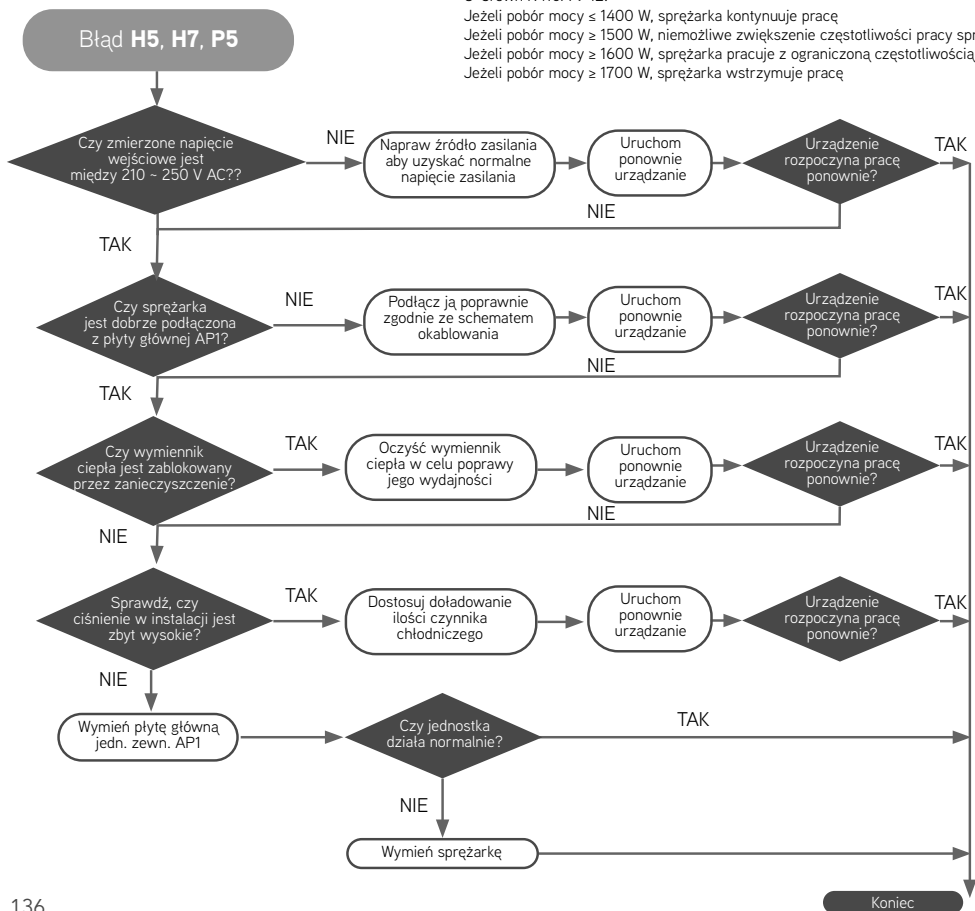 Jeżeli pobór mocy ≤ 1400 W, sprężarka kontynuuje pracę
Jeżeli pobór mocy ≥ 1500 W, niemożliwe zwiększenie częstotliwości pracy
Jeżeli pobór mocy ≥ 1600 W, sprężarka pracuje z ograniczoną częstotliwością
Jeżeli pobór mocy ≥ 1700 W, sprężarka wstrzymuje pracę
Błąd H5, H7, P5
Czy zmierzone napięcie
wejściowe jest
między 210 ~ 250 V AC??
NIE
Napraw źródło zasilania
aby uzyskać normalne
napięcie zasilania
Uruchom
ponownie
urządzanie
Urządzenie
rozpoczyna pracę
ponownie?
TAK
NIE
TAK
Czy sprężarka
jest dobrze podłączona
z płyty głównej AP1?
NIE
Podłącz ją poprawnie
zgodnie ze schematem
okablowania
Uruchom
ponownie
urządzanie
Urządzenie
rozpoczyna pracę
ponownie?
TAK
NIE
TAK
Czy wymiennik
ciepła jest zablokowany
przez zanieczyszczenie?
TAK
Oczyść wymiennik
ciepła w celu poprawy
jego wydajności
Uruchom
ponownie
urządzanie
Urządzenie
rozpoczyna pracę
ponownie?
TAK
NIE
NIE
Sprawdź, czy
ciśnienie w instalacji jest
zbyt wysokie?
TAK
Dostosuj doładowanie
ilości czynnika
chłodniczego
Uruchom
ponownie
urządzanie
Urządzenie
rozpoczyna pracę
ponownie?
TAK
NIE
Wymień płytę główną
jedn. zewn. AP1
Czy jednostka
działa normalnie?
TAK
NIE
Wymień sprężarkę
Koniec
136